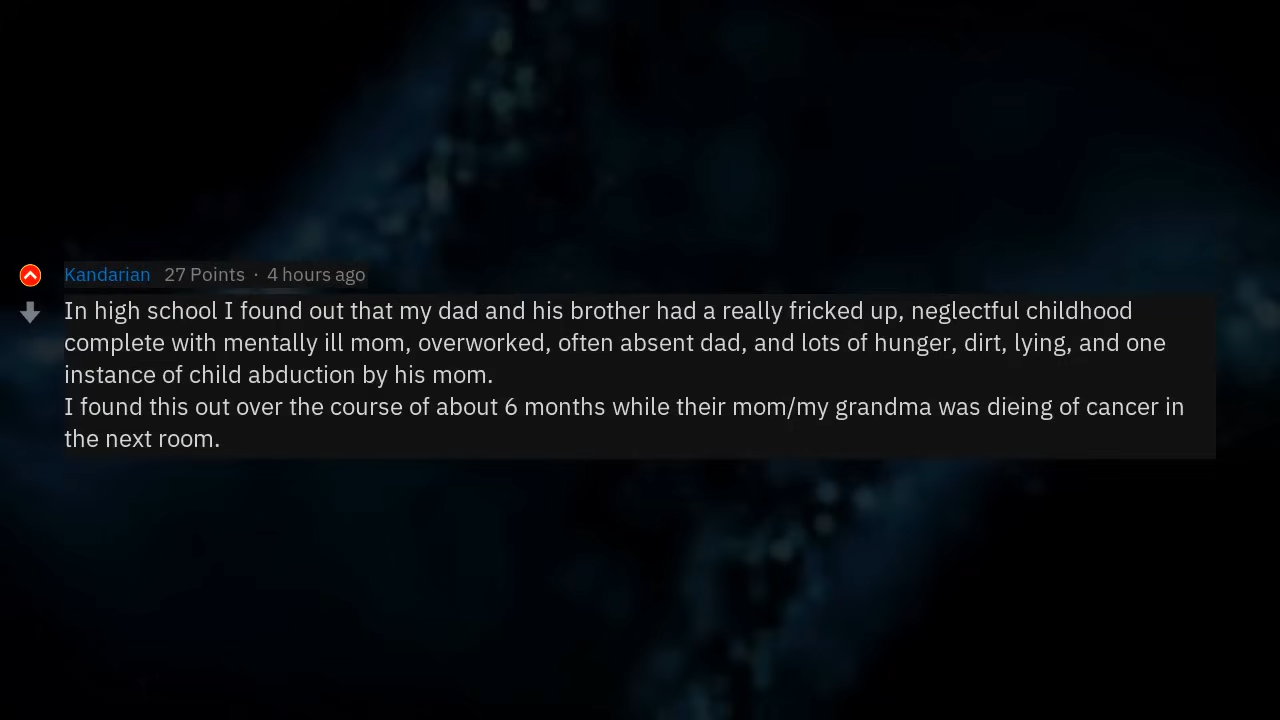 Kandarian 27 Points · 4 hours ago
In high school I found out that my dad and his brother had a really fricked up, neglectful childhood
complete with mentally ill mom, overworked, often absent dad, and lots of hunger, dirt, lying, and one
instance of child abduction by his mom.
I found this out over the course of about 6 months while their mom/my grandma was dieing of cancer in
the next room.